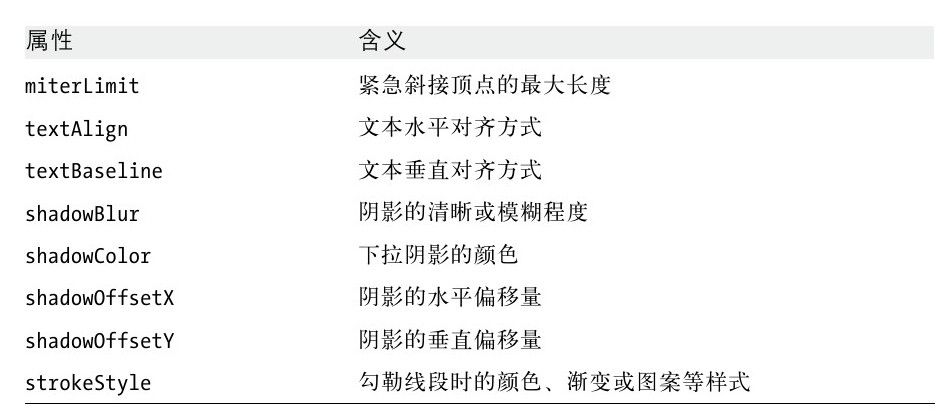 属性 含义
miterLimit 紧急斜接顶点的最大长度
textAlign 文本水平对齐方式
textBaseline 文本垂直对齐方式
shadowBlur 阴影的清晰或模糊程度
shadowColor 下拉阴影的颜色
shadowOffsetX 阴影的水平偏移量
shadowOffsetY 阴影的垂直偏移量
strokeStyle 勾勒线段时的颜色、渐变或图案等样式